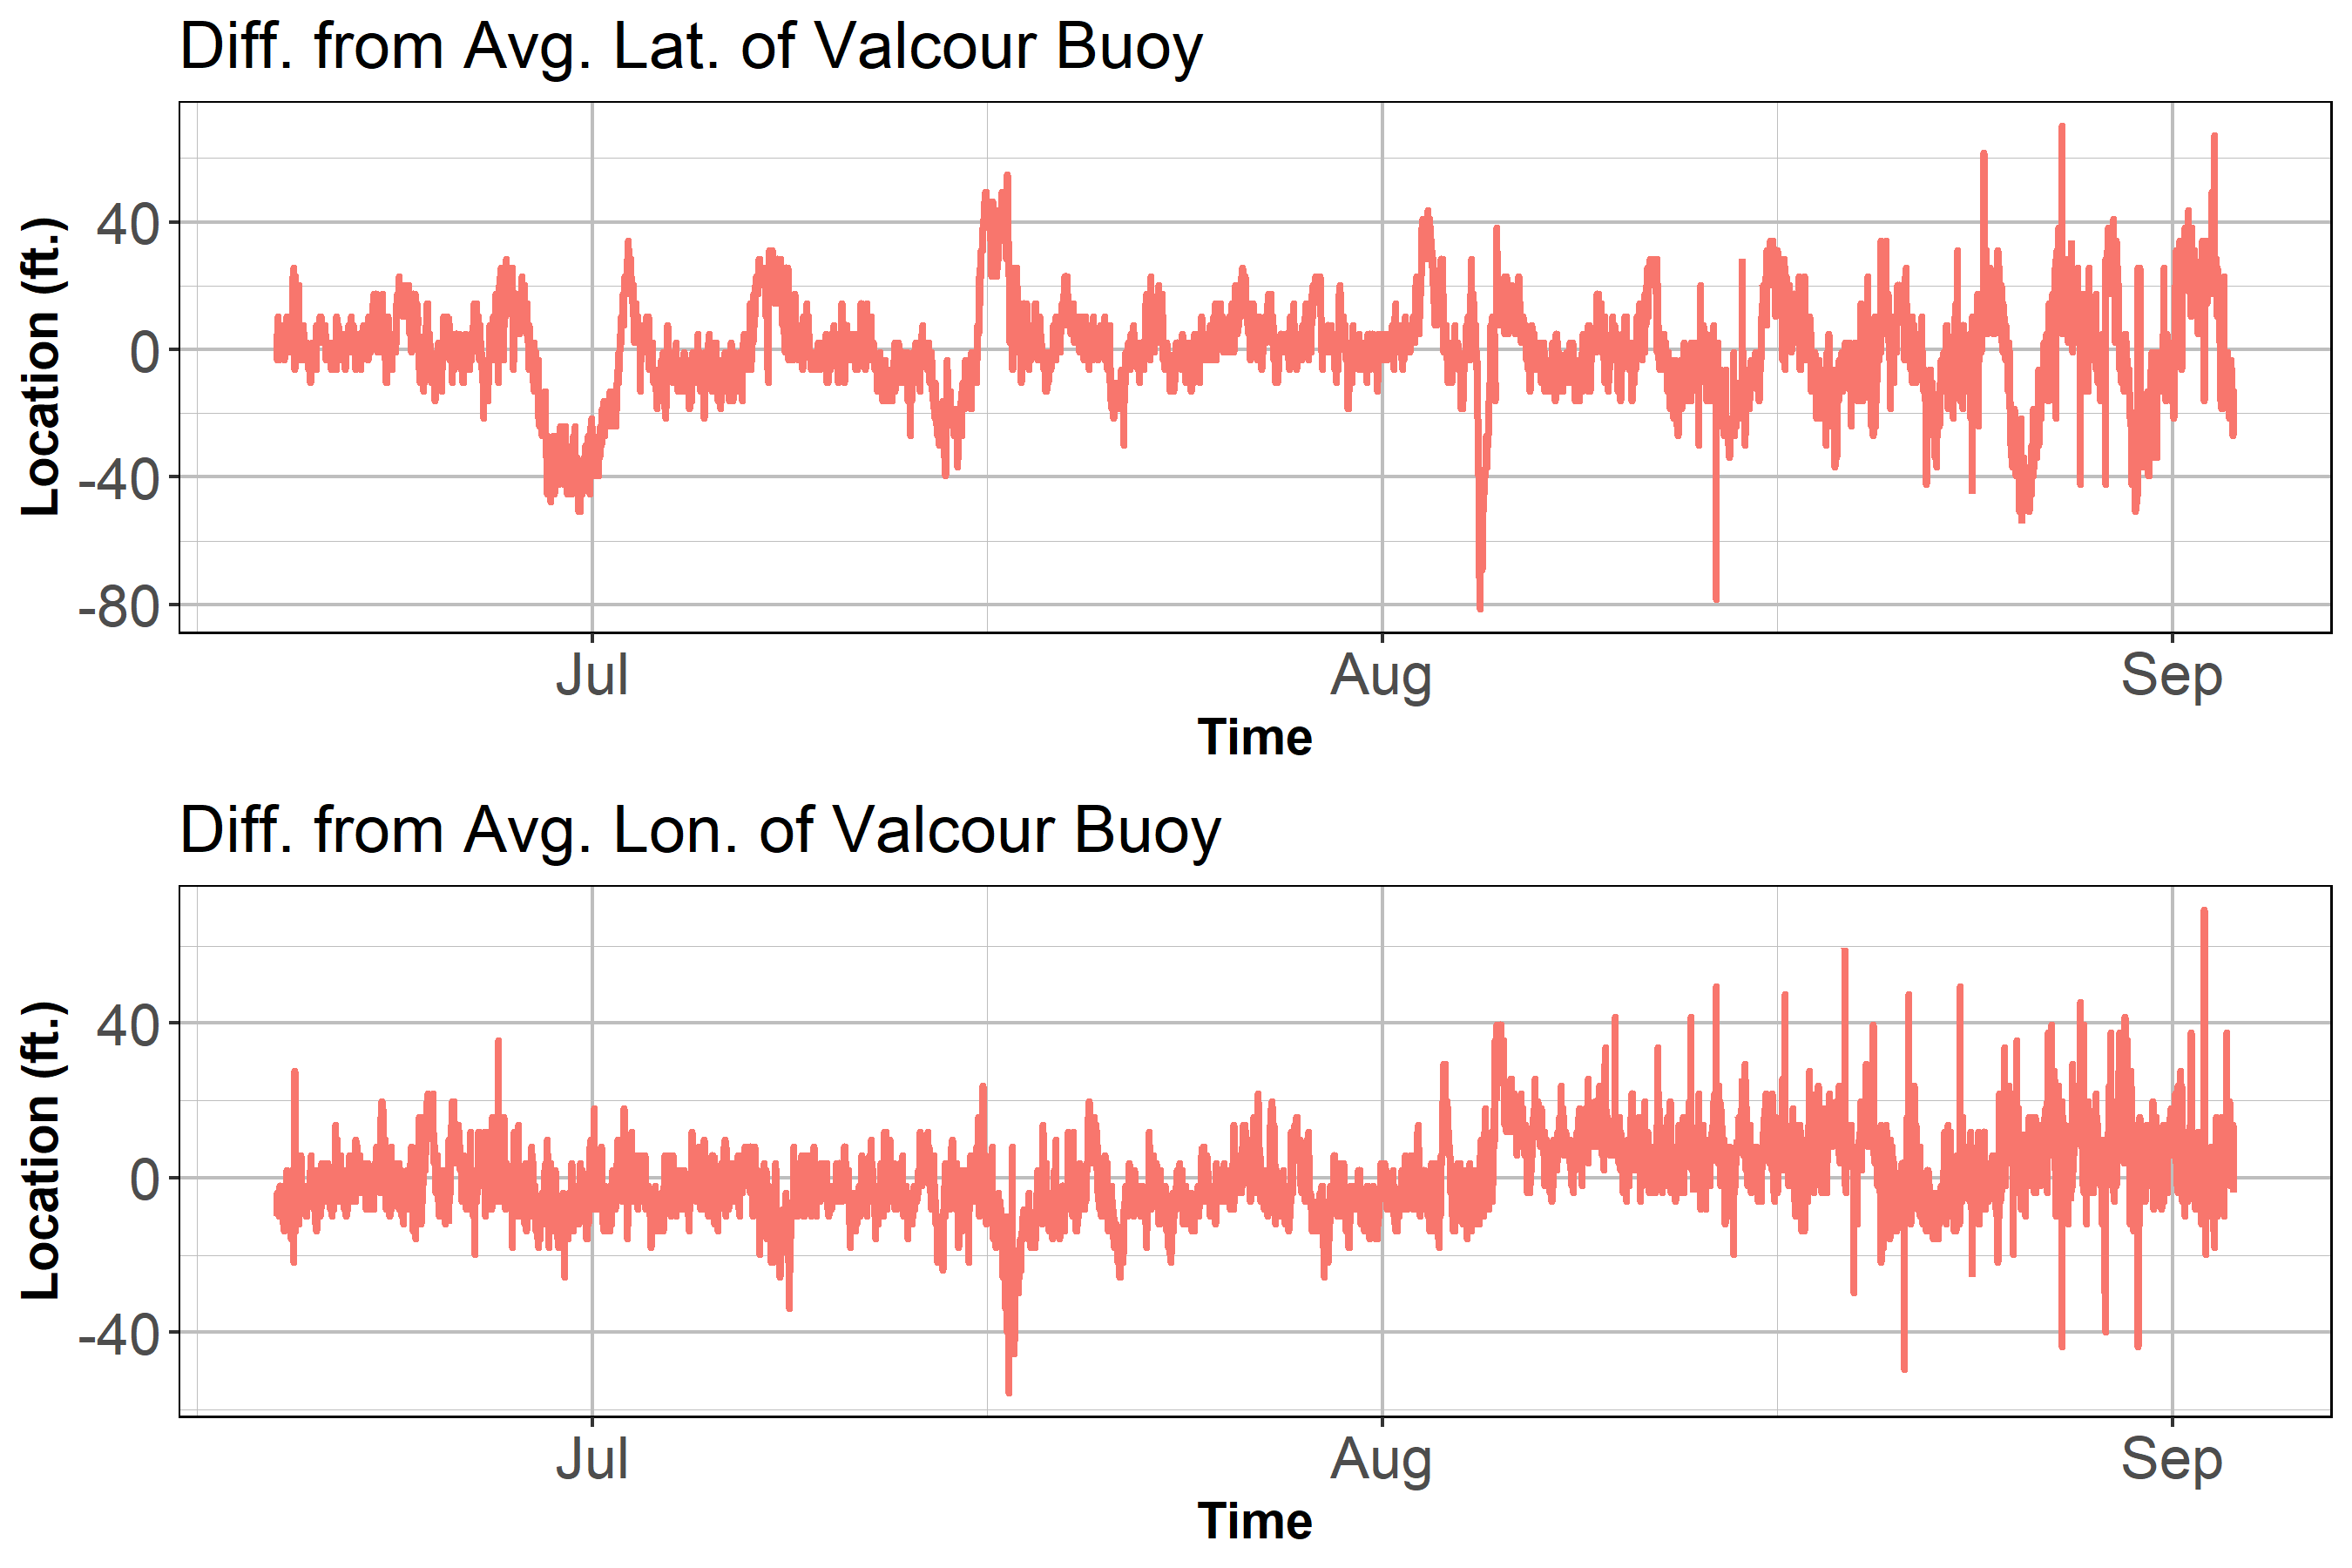 Diff. from Avg. Lat. of Valcour Buoy
Location (ft.)
40
0
-40
-80
Jul Aug Sep
Time
Diff. from Avg. Lon. of Valcour Buoy
Location (ft.)
40
0
-40
Jul Aug Sep
Time